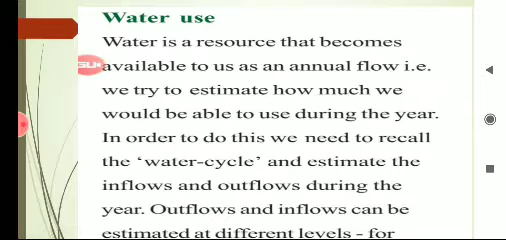 Water use
Water is a resource that becomes
available to us as an annual flow i.e.
we try to estimate how much we
would be able to use during the year.
In order to do this we need to recall
the ‘water-cycle’ and estimate the
inflows and outflows during the
year. Outflows and inflows can be
estimated at different levels - for